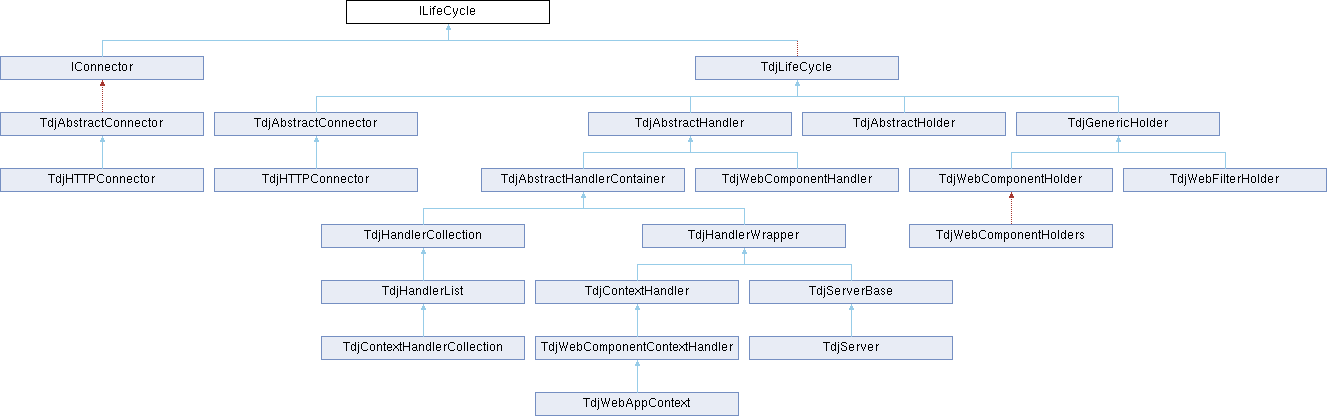 ILifeCycle
IConnector
TdjLifeCycle
TdjAbstractConnector
TdjAbstractConnector
TdjAbstractHandler
TdjAbstractHolder
TdjGenericHolder
TdjHTTPConnector
TdjHTTPConnector
TdjAbstractHandlerContainer
TdjWebComponentHandler
TdjWebComponentHolder
TdjWebFilterHolder
TdjHandlerCollection
TdjHandlerWrapper
TdjWebComponentHolders
TdjHandlerList
TdjContextHandler
TdjServerBase
TdjContextHandlerCollection
TdjWebComponentContextHandler
TdjServer
TdjWebAppContext